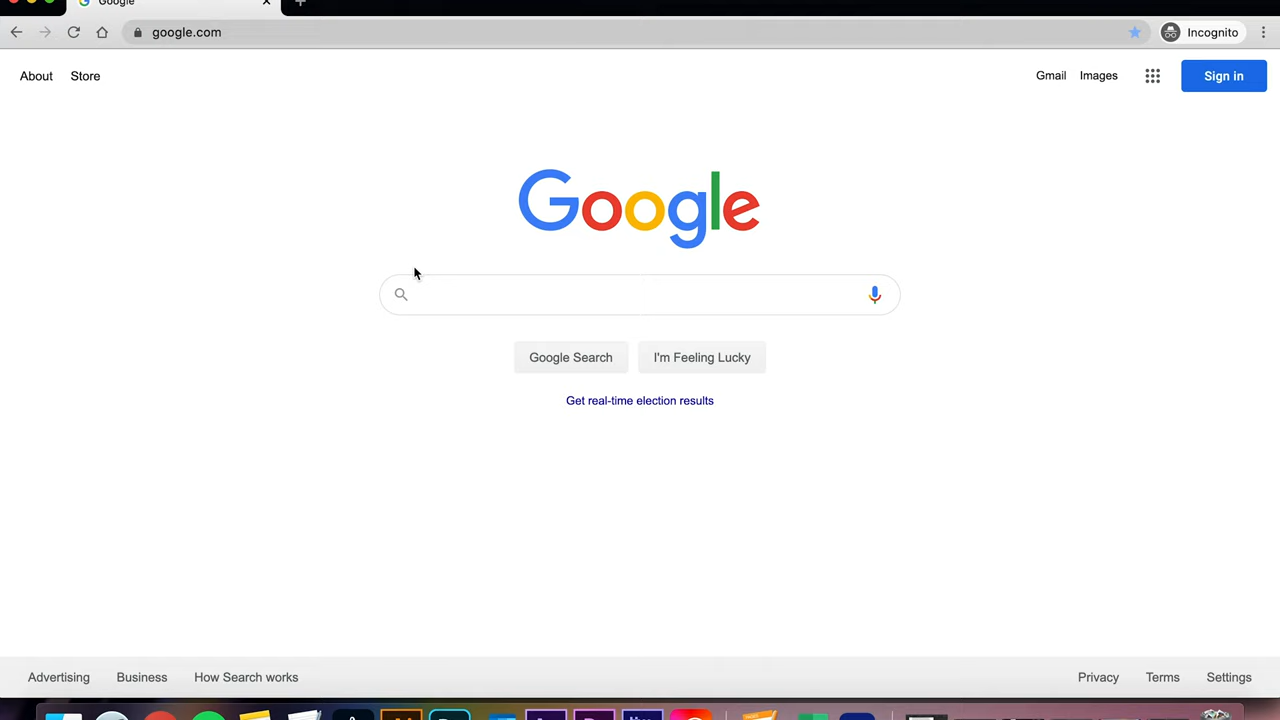 Google
google.com
Incognito
About Store
Gmail Images
Sign in
Google
Google Search
I'm Feeling Lucky
Get real-time election results
Advertising Business How Search works
Privacy Terms Settings